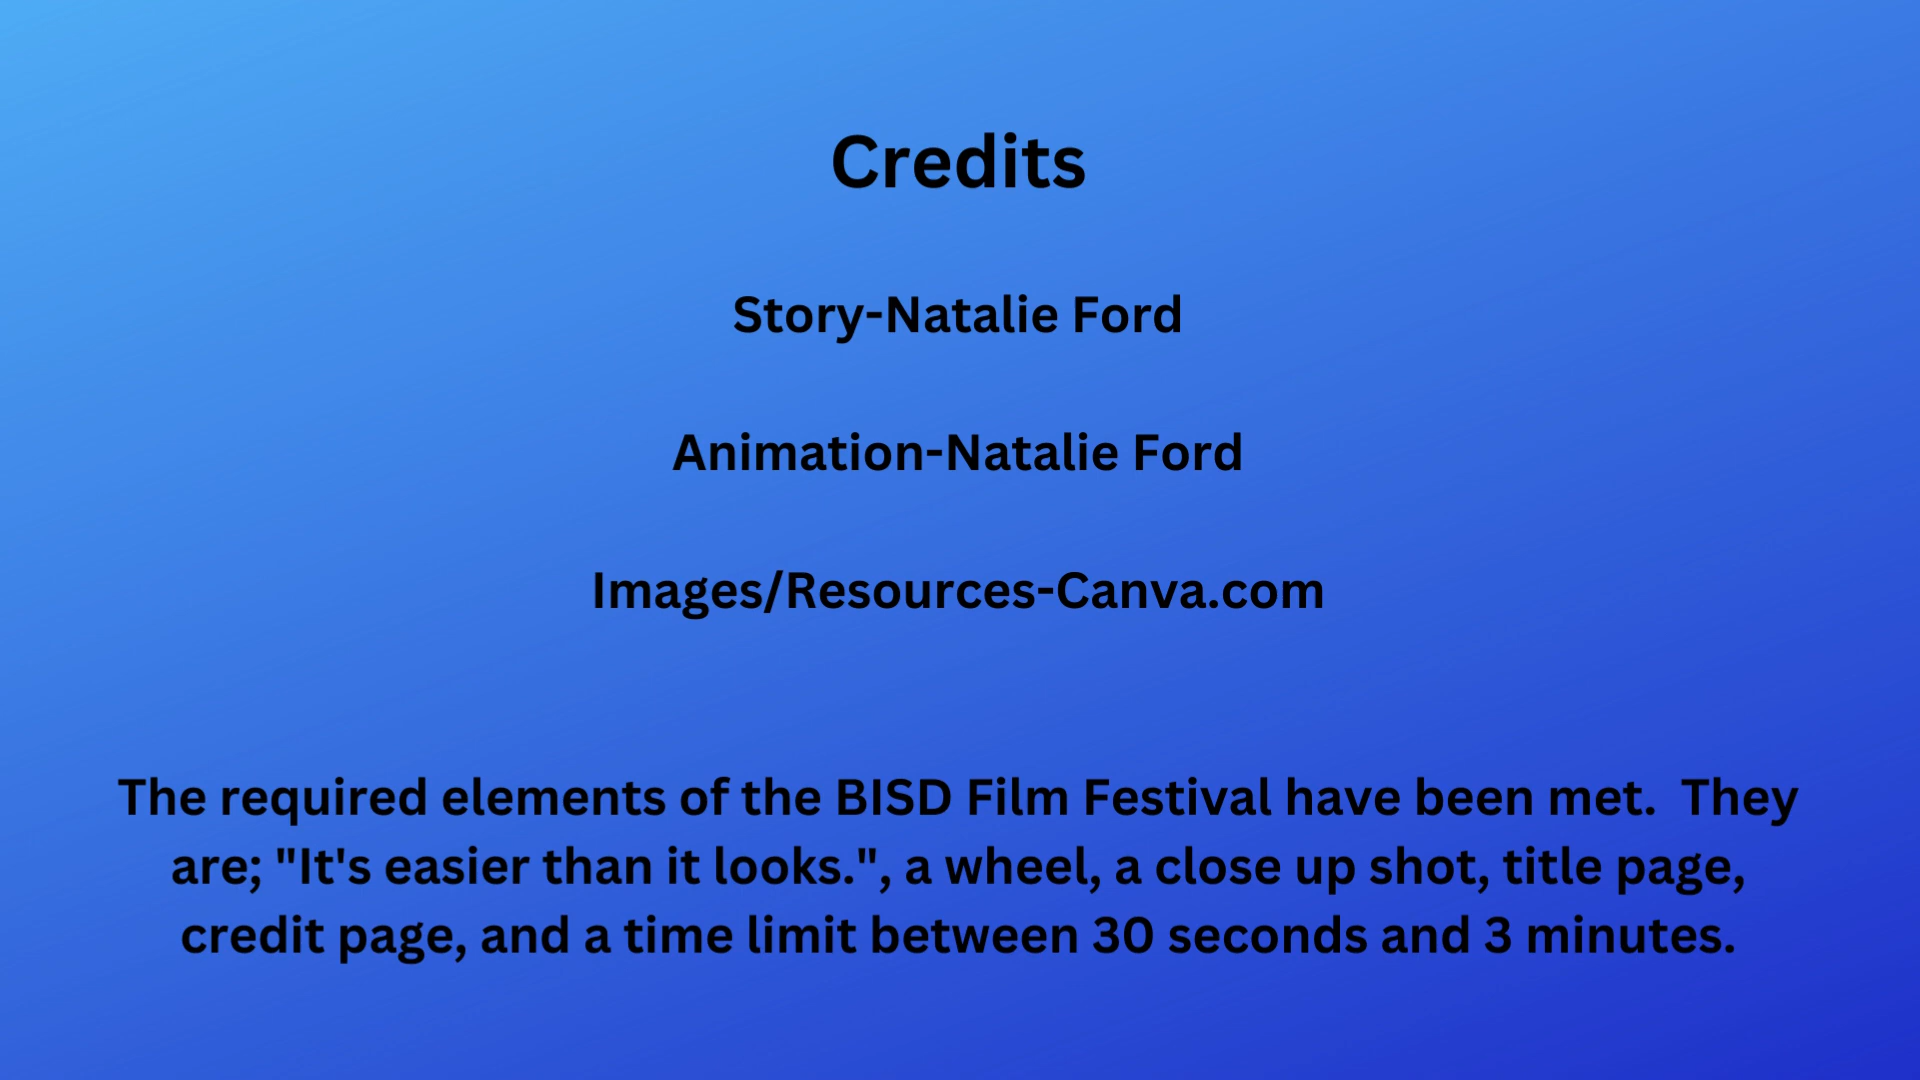 Credits
Story-Natalie Ford
Animation-Natalie Ford
Images/Resources-Canva.com
The required elements of the BISD Film Festival have been met.  They
are; "It's easier than it looks.", a wheel, a close up shot, title page,
credit page, and a time limit between 30 seconds and 3 minutes.